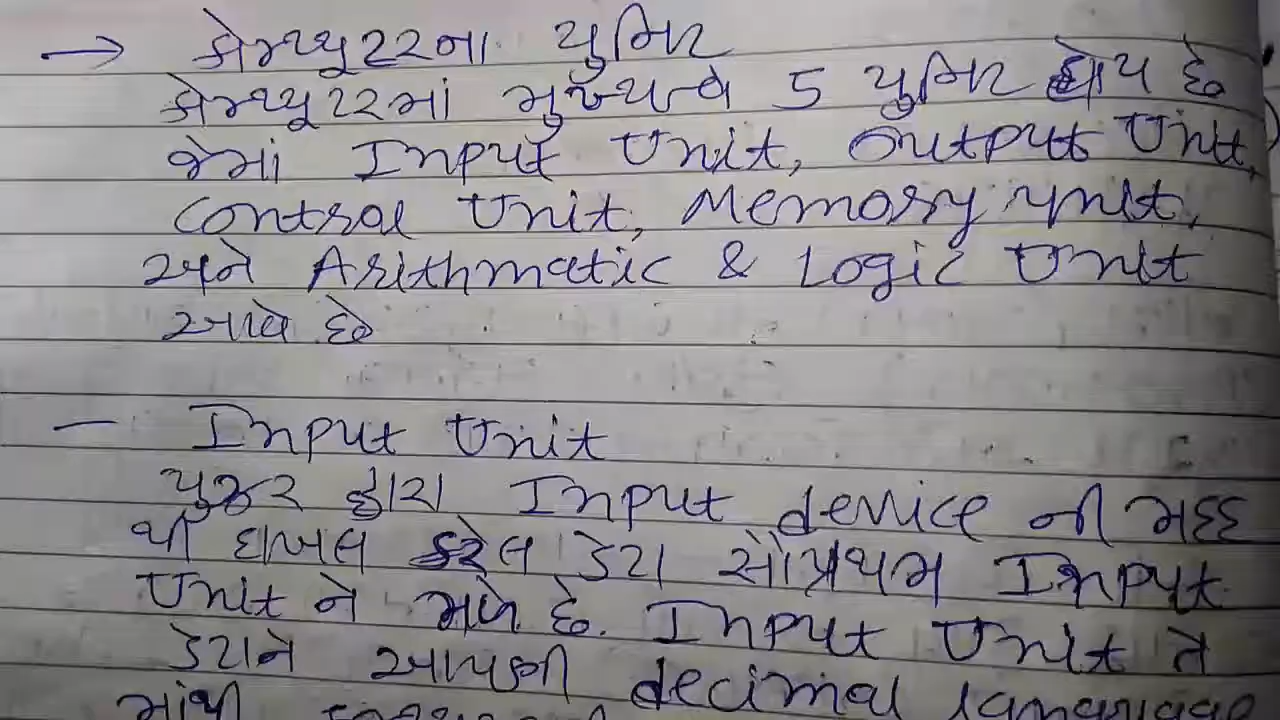 → કોમ્પ્યુટરના યુનિટ
કોમ્પ્યુટરમાં મુખ્યત્વે 5 યુનિટ હોય છે
જેમાં Input Unit, Output Unit,
Control Unit, Memory Unit,
અને Arithmatic & Logic Unit
આવે છે
— Input Unit
યુઝર દ્વારા Input device ની મદદ
થી દાખલ કરેલ ડેટા સૌપ્રથમ Input
Unit ને મળે છે. Input Unit તે
ડેટાને આપણી decimal language
માંથી